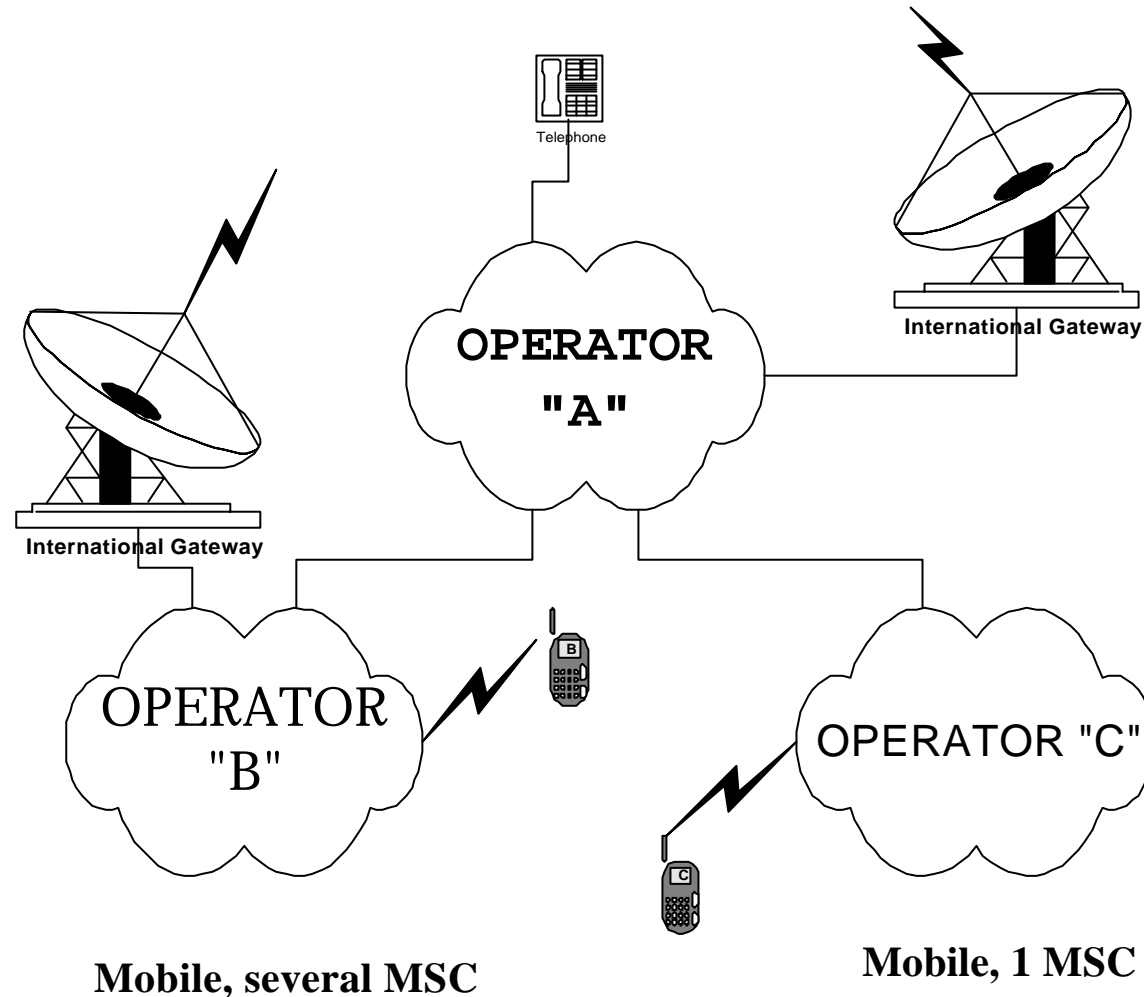 Telephone
International Gateway
OPERATOR
"A"
International Gateway
OPERATOR
"B"
B
OPERATOR "C"
C
Mobile, several MSC
Mobile, 1 MSC